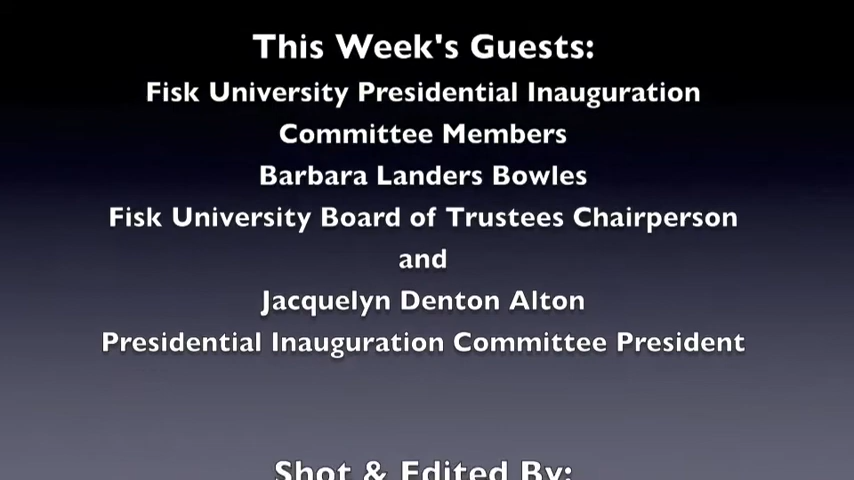 This Week's Guests:
Fisk University Presidential Inauguration
Committee Members
Barbara Landers Bowles
Fisk University Board of Trustees Chairperson
and
Jacquelyn Denton Alton
Presidential Inauguration Committee President
Shot & Edited By: